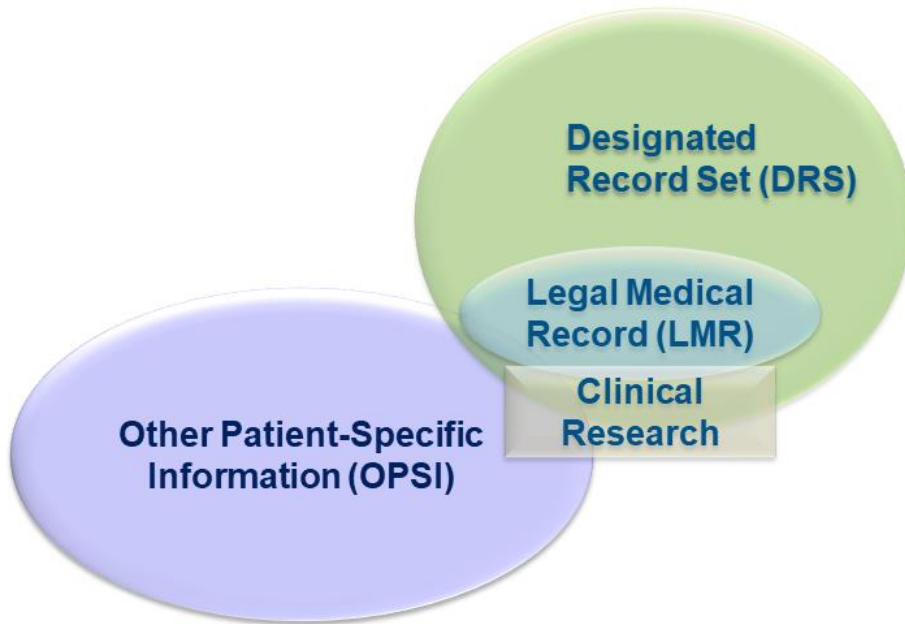 Designated
Record Set (DRS)
Legal Medical
Record (LMR)
Clinical
Research
Other Patient-Specific
Information (OPSI)